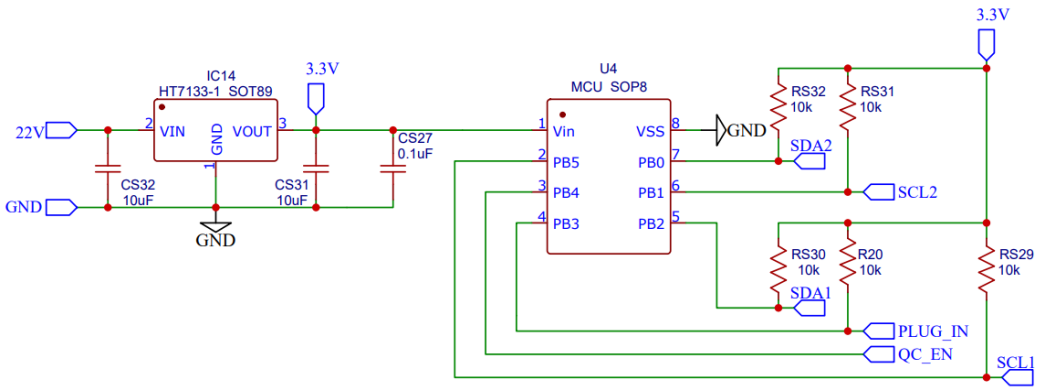 3.3V
IC14
HT7133-1 SOT89
3.3V
U4
MCU SOP8
RS32
10k
RS31
10k
22V
2
VIN
GND
VOUT
3
1
CS27
0.1uF
1
Vin
VSS
8
GND
2
PB5
PB0
7
SDA2
CS32
10uF
CS31
10uF
3
PB4
PB1
6
SCL2
GND
GND
4
PB3
PB2
5
RS30
10k
R20
10k
RS29
10k
SDA1
PLUG_IN
QC_EN
SCL1